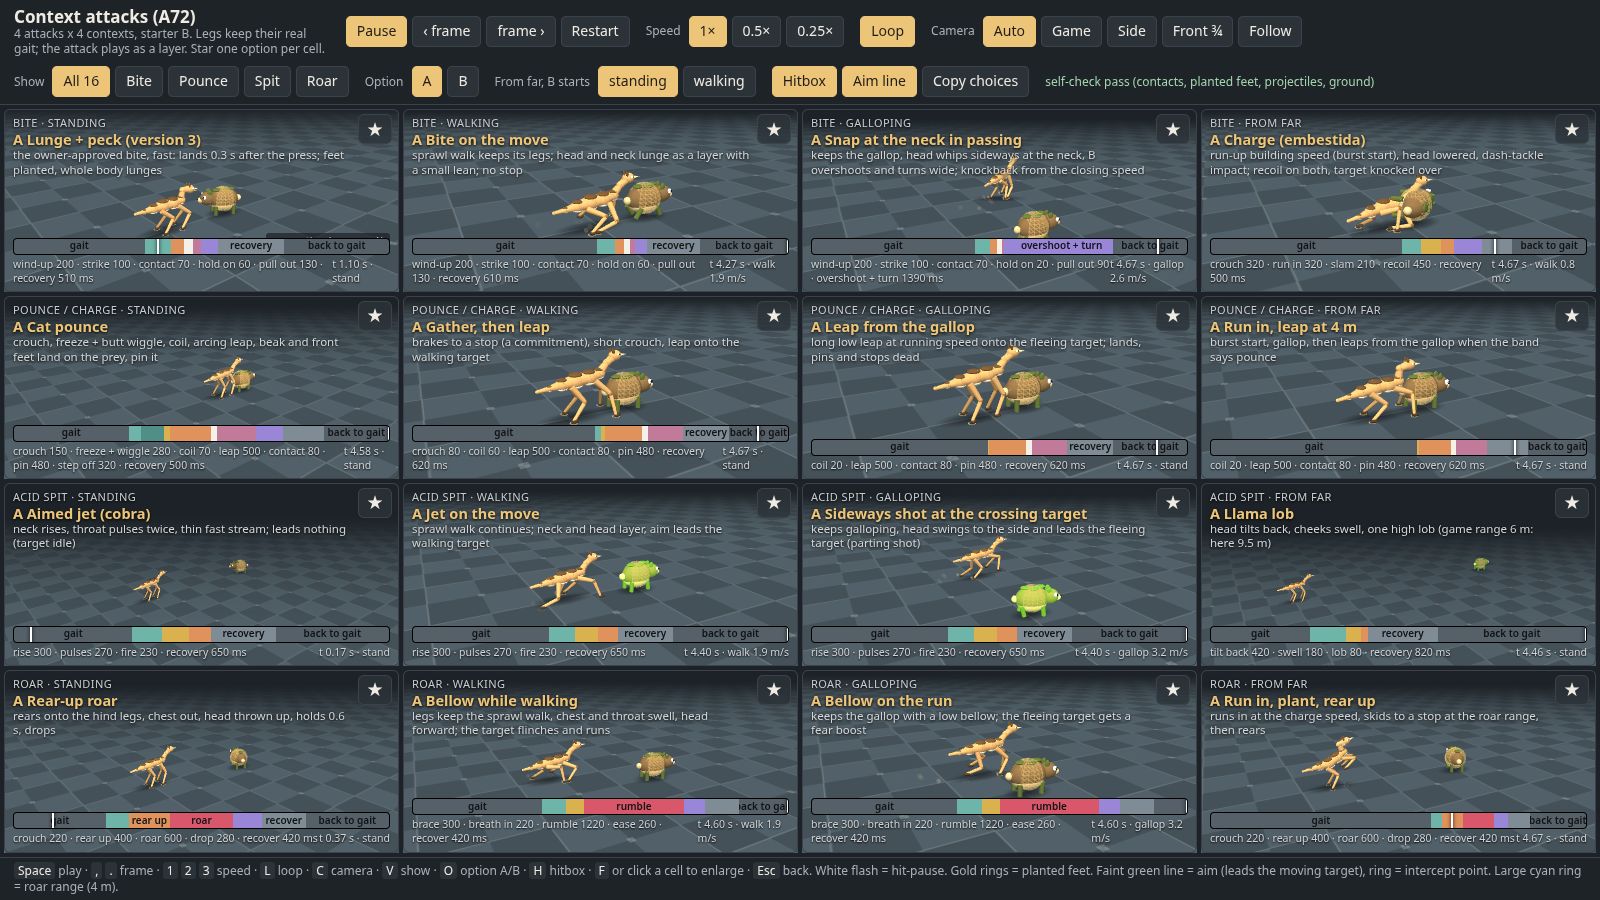 Context attacks (A72)
4 attacks x 4 contexts, starter B. Legs keep their real
gait; the attack plays as a layer. Star one option per cell.
Pause ‹ frame frame › Restart Speed 1× 0.5× 0.25× Loop Camera Auto Game Side Front ¾ Follow
Show All 16 Bite Pounce Spit Roar Option A B From far, B starts standing walking Hitbox Aim line Copy choices self-check pass (contacts, planted feet, projectiles, ground)
BITE · STANDING
A Lunge + peck (version 3)
the owner-approved bite, fast: lands 0.3 s after the press; feet
planted, whole body lunges
gait recovery back to gait
wind-up 200 · strike 100 · contact 70 · hold on 60 · pull out 130 ·
recovery 510 ms
t 1.10 s ·
stand
BITE · WALKING
A Bite on the move
sprawl walk keeps its legs; head and neck lunge as a layer with
a small lean; no stop
gait recovery back to gait
wind-up 200 · strike 100 · contact 70 · hold on 60 · pull out
130 · recovery 610 ms
t 4.27 s · walk
1.9 m/s
BITE · GALLOPING
A Snap at the neck in passing
keeps the gallop, head whips sideways at the neck, B
overshoots and turns wide; knockback from the closing speed
gait overshoot + turn back to gait
wind-up 200 · strike 100 · contact 70 · hold on 20 · pull out 90
· overshoot + turn 1390 ms
t 4.67 s · gallop
2.6 m/s
BITE · FROM FAR
A Charge (embestida)
run-up building speed (burst start), head lowered, dash-tackle
impact; recoil on both, target knocked over
gait back to gait
crouch 320 · run in 320 · slam 210 · recoil 450 · recovery
500 ms
t 4.67 s · walk 0.8
m/s
POUNCE / CHARGE · STANDING
A Cat pounce
crouch, freeze + butt wiggle, coil, arcing leap, beak and front
feet land on the prey, pin it
gait back to gait
crouch 150 · freeze + wiggle 280 · coil 70 · leap 500 · contact 80 ·
pin 480 · step off 320 · recovery 500 ms
t 4.58 s ·
stand
POUNCE / CHARGE · WALKING
A Gather, then leap
brakes to a stop (a commitment), short crouch, leap onto the
walking target
gait recovery back to gait
crouch 80 · coil 60 · leap 500 · contact 80 · pin 480 · recovery
620 ms
t 4.67 s ·
stand
POUNCE / CHARGE · GALLOPING
A Leap from the gallop
long low leap at running speed onto the fleeing target; lands,
pins and stops dead
gait recovery back to gait
coil 20 · leap 500 · contact 80 · pin 480 · recovery 620 ms t 4.67 s · stand
POUNCE / CHARGE · FROM FAR
A Run in, leap at 4 m
burst start, gallop, then leaps from the gallop when the band
says pounce
gait back to gait
coil 20 · leap 500 · contact 80 · pin 480 · recovery 620 ms t 4.67 s · stand
ACID SPIT · STANDING
A Aimed jet (cobra)
neck rises, throat pulses twice, thin fast stream; leads nothing
(target idle)
gait recovery back to gait
rise 300 · pulses 270 · fire 230 · recovery 650 ms t 0.17 s · stand
ACID SPIT · WALKING
A Jet on the move
sprawl walk continues; neck and head layer, aim leads the
walking target
gait recovery back to gait
rise 300 · pulses 270 · fire 230 · recovery 650 ms t 4.40 s · walk 1.9 m/s
ACID SPIT · GALLOPING
A Sideways shot at the crossing target
keeps galloping, head swings to the side and leads the fleeing
target (parting shot)
gait recovery back to gait
rise 300 · pulses 270 · fire 230 · recovery 650 ms t 4.40 s · gallop 3.2 m/s
ACID SPIT · FROM FAR
A Llama lob
head tilts back, cheeks swell, one high lob (game range 6 m:
here 9.5 m)
gait recovery back to gait
tilt back 420 · swell 180 · lob 80 · recovery 820 ms t 4.46 s · stand
ROAR · STANDING
A Rear-up roar
rears onto the hind legs, chest out, head thrown up, holds 0.6
s, drops
gait rear up roar recover back to gait
crouch 220 · rear up 400 · roar 600 · drop 280 · recover 420 ms t 0.37 s · stand
ROAR · WALKING
A Bellow while walking
legs keep the sprawl walk, chest and throat swell, head
forward; the target flinches and runs
gait rumble back to gai
brace 300 · breath in 220 · rumble 1220 · ease 260 ·
recover 420 ms
t 4.60 s · walk 1.9
m/s
ROAR · GALLOPING
A Bellow on the run
keeps the gallop with a low bellow; the fleeing target gets a
fear boost
gait rumble
brace 300 · breath in 220 · rumble 1220 · ease 260 ·
recover 420 ms
t 4.60 s · gallop 3.2
m/s
ROAR · FROM FAR
A Run in, plant, rear up
runs in at the charge speed, skids to a stop at the roar range,
then rears
gait back to gait
crouch 220 · rear up 400 · roar 600 · drop 280 · recover 420 ms t 4.67 s · stand
Space play · , . frame · 1 2 3 speed · L loop · C camera · V show · O option A/B · H hitbox · F or click a cell to enlarge · Esc back. White flash = hit-pause. Gold rings = planted feet. Faint green line = aim (leads the moving target), ring = intercept point. Large cyan ring
= roar range (4 m).